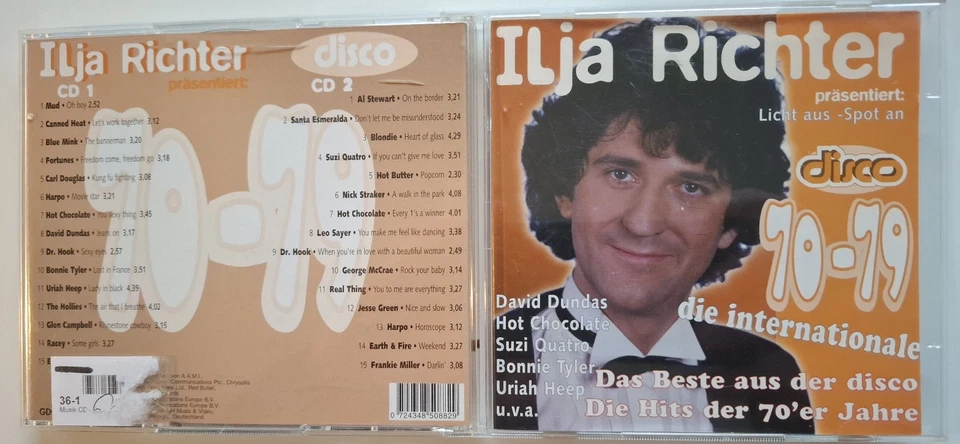 ILja Richter
präsentiert:
disco
CD 1
1 Mud • Oh boy 2,52
2 Canned Heat • Let's work together 3,12
3 Blue Mink • The bannerman 3,20
4 Fortunes • Freedom come, freedom go 3,18
5 Carl Douglas • Kung fu fighting 3,08
6 Harpo • Movie star 3,21
7 Hot Chocolate • You sexy thing 3,45
8 David Dundas • Jeans on 3,17
9 Dr. Hook • Sexy eyes 2,57
10 Bonnie Tyler • Lost in France 3,51
11 Uriah Heep • Lady in black 4,39
12 The Hollies • The air that I breathe 4,02
13 Glen Campbell • Rhinestone cowboy 3,15
14 Racey • Some girls 3,27
15
CD 2
1 Al Stewart • On the border 3,21
2 Santa Esmeralda • Don't let me be misunderstood 3,24
3 Blondie • Heart of glass 4,29
4 Suzi Quatro • If you can't give me love 3,51
5 Hot Butter • Popcorn 2,30
6 Nick Straker • A walk in the park 4,08
7 Hot Chocolate • Every 1's a winner 4,01
8 Leo Sayer • You make me feel like dancing 3,38
9 Dr. Hook • When you're in love with a beautiful woman 2,49
10 George McCrae • Rock your baby 3,14
11 Real Thing • You to me are everything 3,27
12 Jesse Green • Nice and slow 3,06
13 Harpo • Horoscope 3,12
14 Earth & Fire • Weekend 3,27
15 Frankie Miller • Darlin' 3,08
70-79
36-1
Musik CD
0 724348 508829
ILja Richter
präsentiert:
Licht aus -Spot an
disco
70-79
die internationale
David Dundas
Hot Chocolate
Suzi Quatro
Bonnie Tyler
Uriah Heep
u.v.a.
Das Beste aus der disco
Die Hits der 70'er Jahre